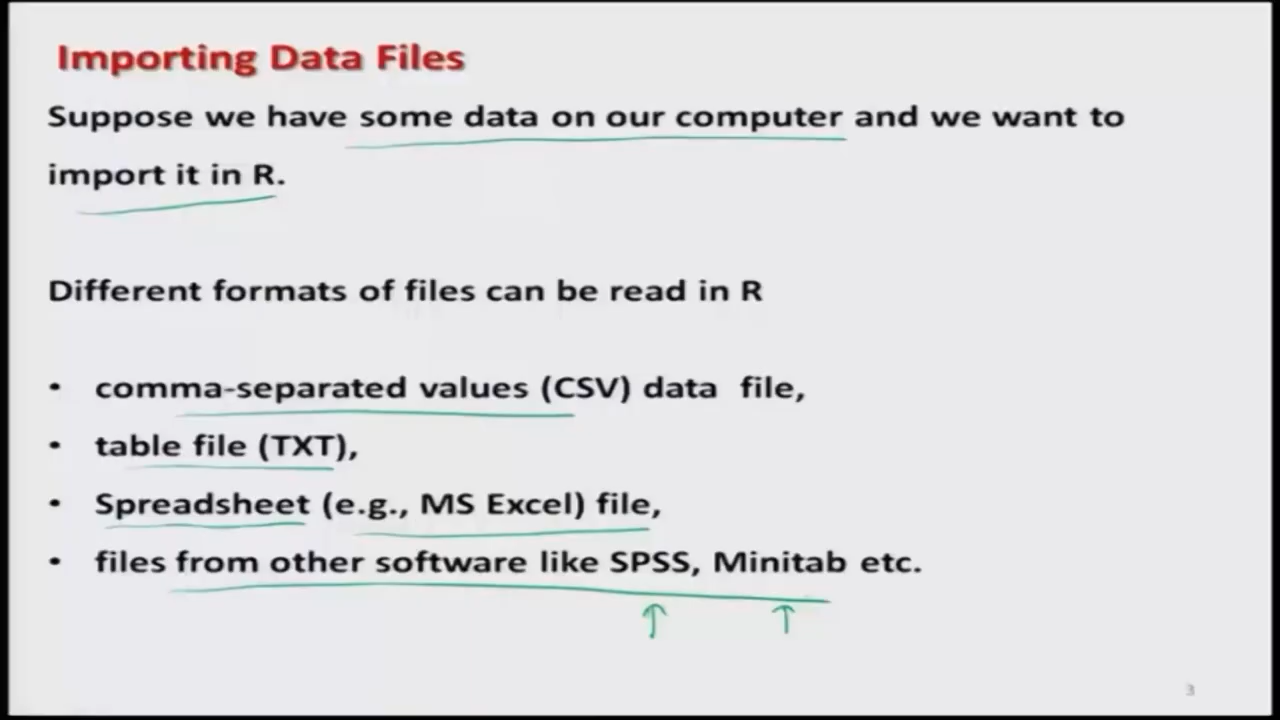 Importing Data Files
Suppose we have some data on our computer and we want to
import it in R.
Different formats of files can be read in R
• comma-separated values (CSV) data file,
• table file (TXT),
• Spreadsheet (e.g., MS Excel) file,
• files from other software like SPSS, Minitab etc.
3